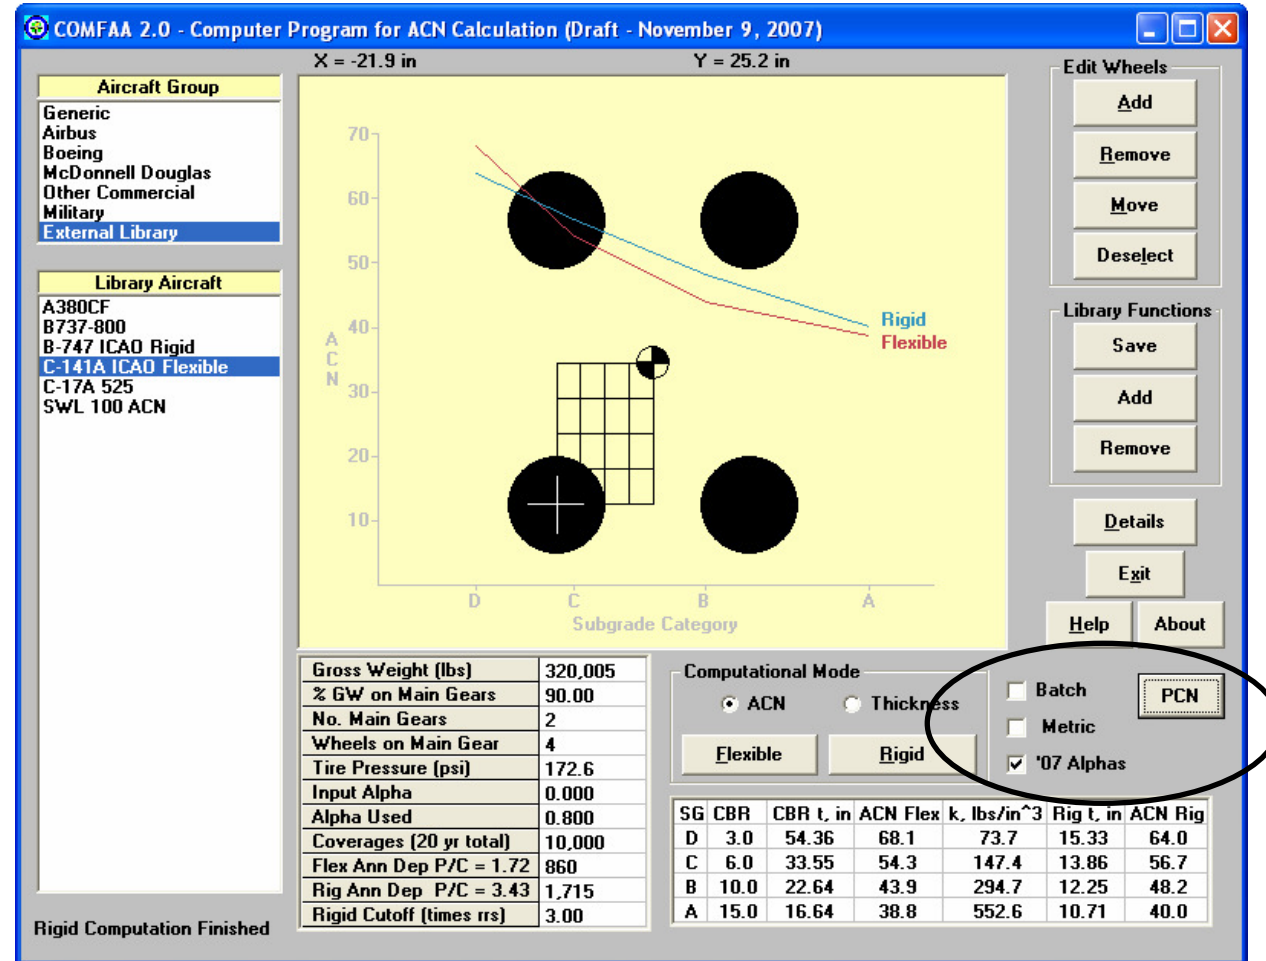 COMFAA 2.0 - Computer Program for ACN Calculation (Draft - November 9, 2007)
X = -21.9 in
Y = 25.2 in
Aircraft Group
Generic
Airbus
Boeing
McDonnell Douglas
Other Commercial
Military
External Library
Library Aircraft
A380CF
B737-800
B-747 ICAO Rigid
C-141A ICAO Flexible
C-17A 525
SWL 100 ACN
Rigid Computation Finished
70
60
50
40
30
20
10
ACN
Rigid
Flexible
D C B A
Subgrade Category
Edit Wheels
Add
Remove
Move
Deselect
Library Functions
Save
Add
Remove
Details
Exit
Help About
Gross Weight (lbs) 320,005
% GW on Main Gears 90.00
No. Main Gears 2
Wheels on Main Gear 4
Tire Pressure (psi) 172.6
Input Alpha 0.000
Alpha Used 0.800
Coverages (20 yr total) 10,000
Flex Ann Dep P/C = 1.72 860
Rig Ann Dep P/C = 3.43 1,715
Rigid Cutoff (times rrs) 3.00
Computational Mode
ACN Thickness
Flexible Rigid
Batch
Metric
'07 Alphas
PCN
SG CBR CBR t, in ACN Flex k, lbs/in^3 Rig t, in ACN Rig
D 3.0 54.36 68.1 73.7 15.33 64.0
C 6.0 33.55 54.3 147.4 13.86 56.7
B 10.0 22.64 43.9 294.7 12.25 48.2
A 15.0 16.64 38.8 552.6 10.71 40.0